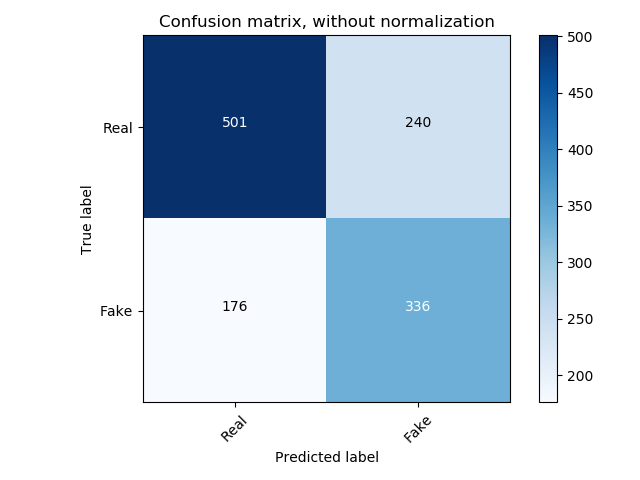 Confusion matrix, without normalization
True label
Real
501
240
Fake
176
336
Real
Fake
Predicted label
500
450
400
350
300
250
200